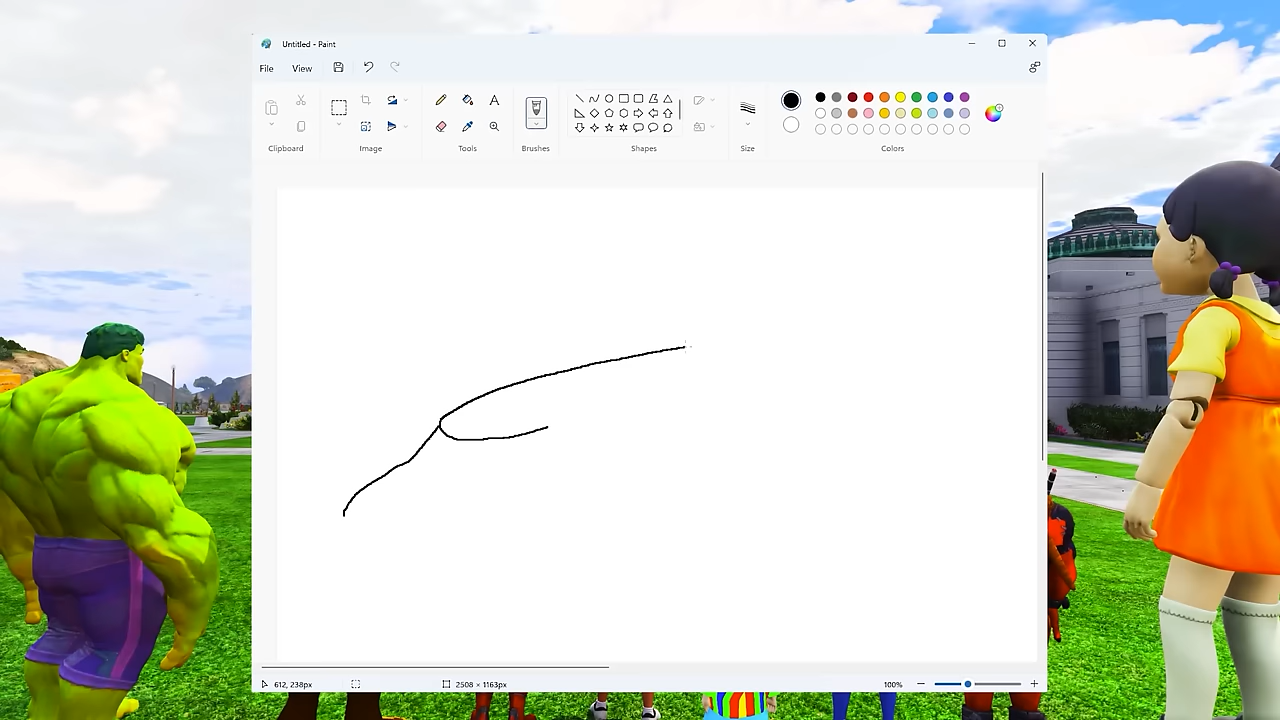 Untitled - Paint
File View
Clipboard Image Tools Brushes Shapes Size Colors
612, 238px 2508 × 1163px 100%